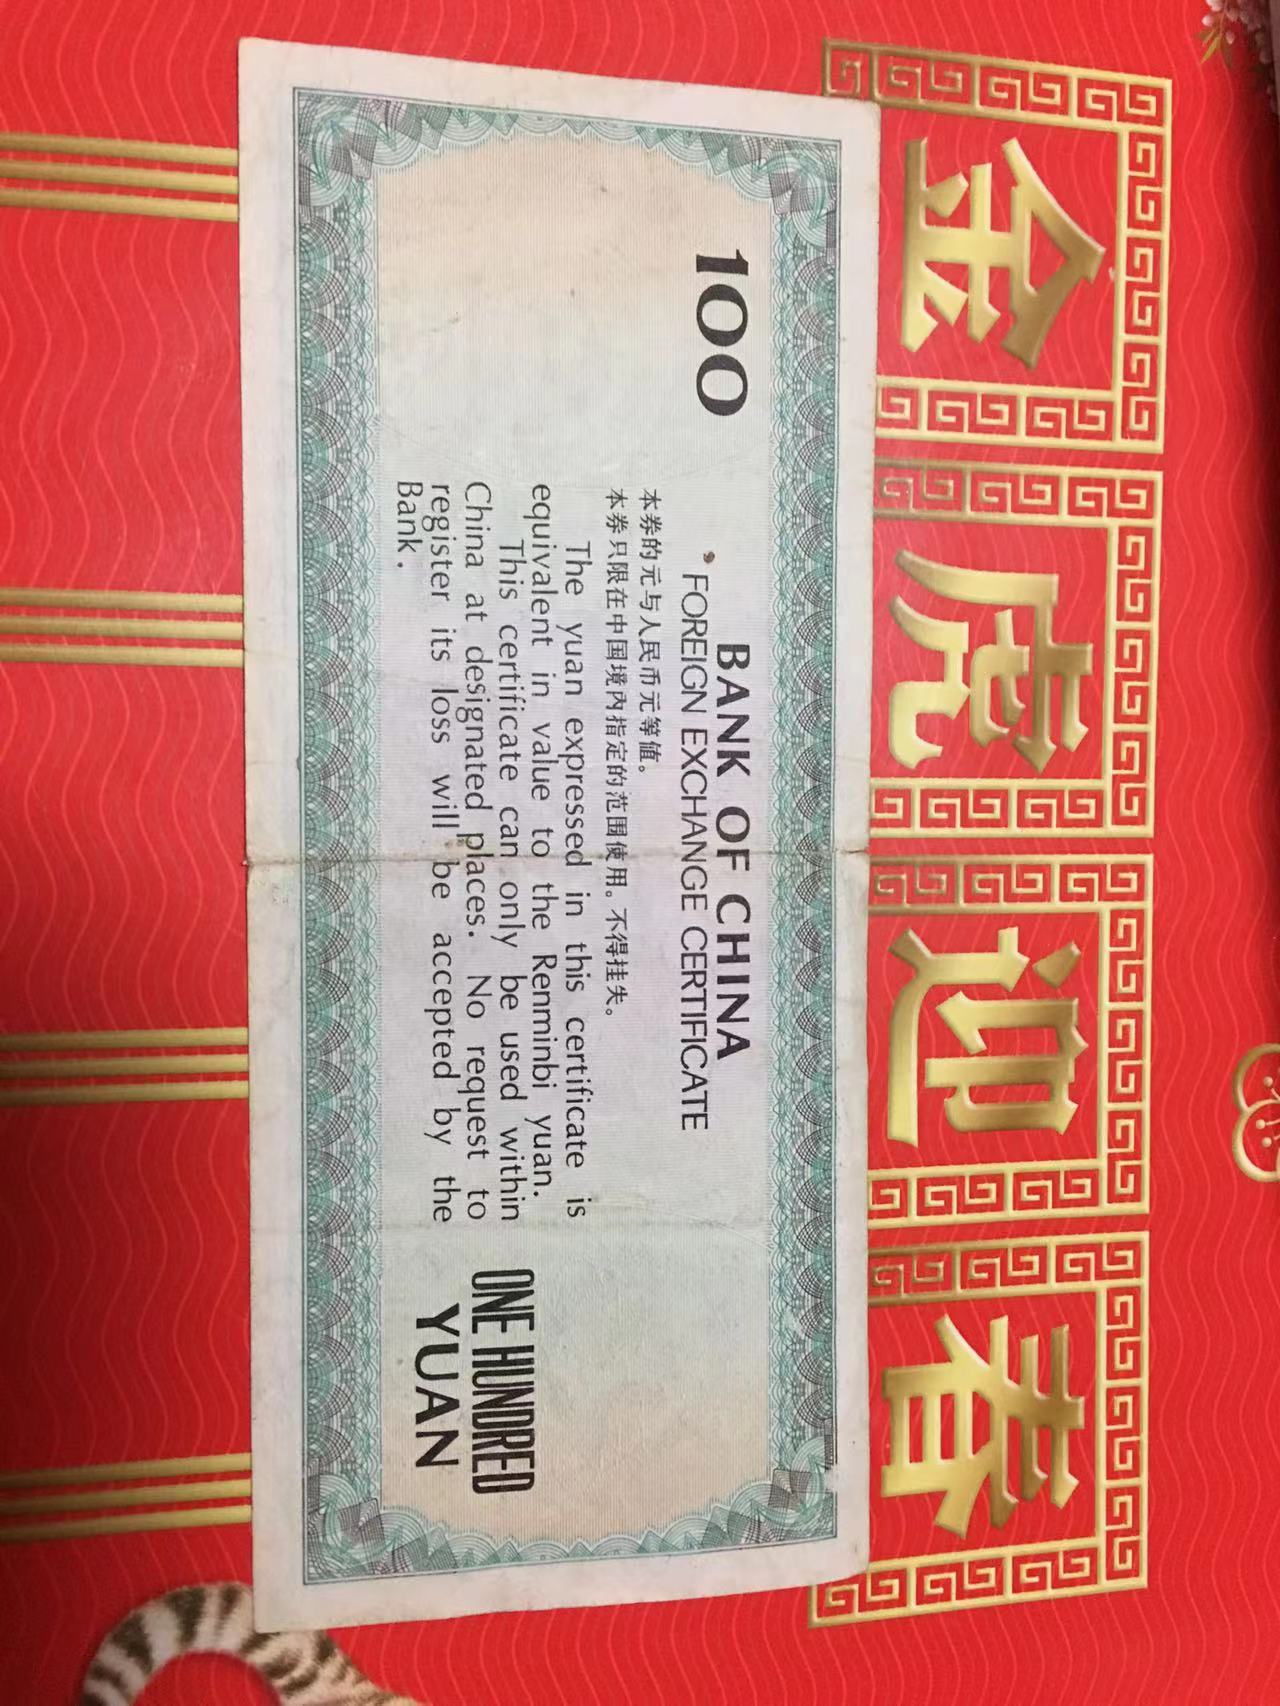 金虎迎春
BANK OF CHINA
FOREIGN EXCHANGE CERTIFICATE
100
本券的元与人民币元等值。
本券只限在中国境内指定的范围使用。不得挂失。
The yuan expressed in this certificate is
equivalent in value to the Renminbi yuan.
This certificate can only be used within
China at designated places. No request to
register its loss will be accepted by the
Bank.
ONE HUNDRED
YUAN